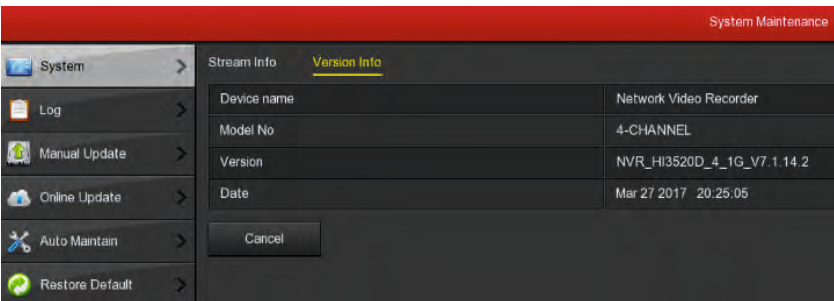 System Maintenance
System
Log
Manual Update
Online Update
Auto Maintain
Restore Default
Stream Info Version Info
Device name Network Video Recorder
Model No 4-CHANNEL
Version NVR_HI3520D_4_1G_V7.1.14.2
Date Mar 27 2017 20:25:05
Cancel